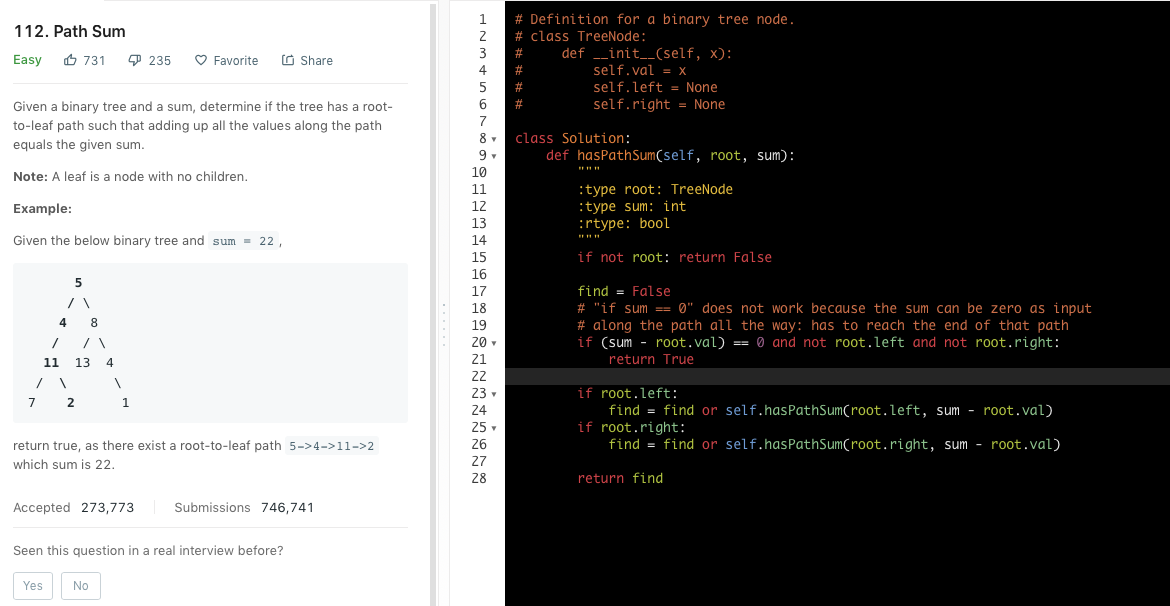 112. Path Sum
Easy 731 235 Favorite Share
Given a binary tree and a sum, determine if the tree has a root-
to-leaf path such that adding up all the values along the path
equals the given sum.
Note: A leaf is a node with no children.
Example:
Given the below binary tree and sum = 22,
      5
     / \
    4   8
   /   / \
  11  13  4
 /  \      \
7    2      1
return true, as there exist a root-to-leaf path 5->4->11->2
which sum is 22.
Accepted 273,773 Submissions 746,741
Seen this question in a real interview before?
Yes No
1 # Definition for a binary tree node.
2 # class TreeNode:
3 #     def __init__(self, x):
4 #         self.val = x
5 #         self.left = None
6 #         self.right = None
7
8 class Solution:
9     def hasPathSum(self, root, sum):
10         """
11         :type root: TreeNode
12         :type sum: int
13         :rtype: bool
14         """
15         if not root: return False
16
17         find = False
18         # "if sum == 0" does not work because the sum can be zero as input
19         # along the path all the way: has to reach the end of that path
20         if (sum - root.val) == 0 and not root.left and not root.right:
21             return True
22
23         if root.left:
24             find = find or self.hasPathSum(root.left, sum - root.val)
25         if root.right:
26             find = find or self.hasPathSum(root.right, sum - root.val)
27
28         return find